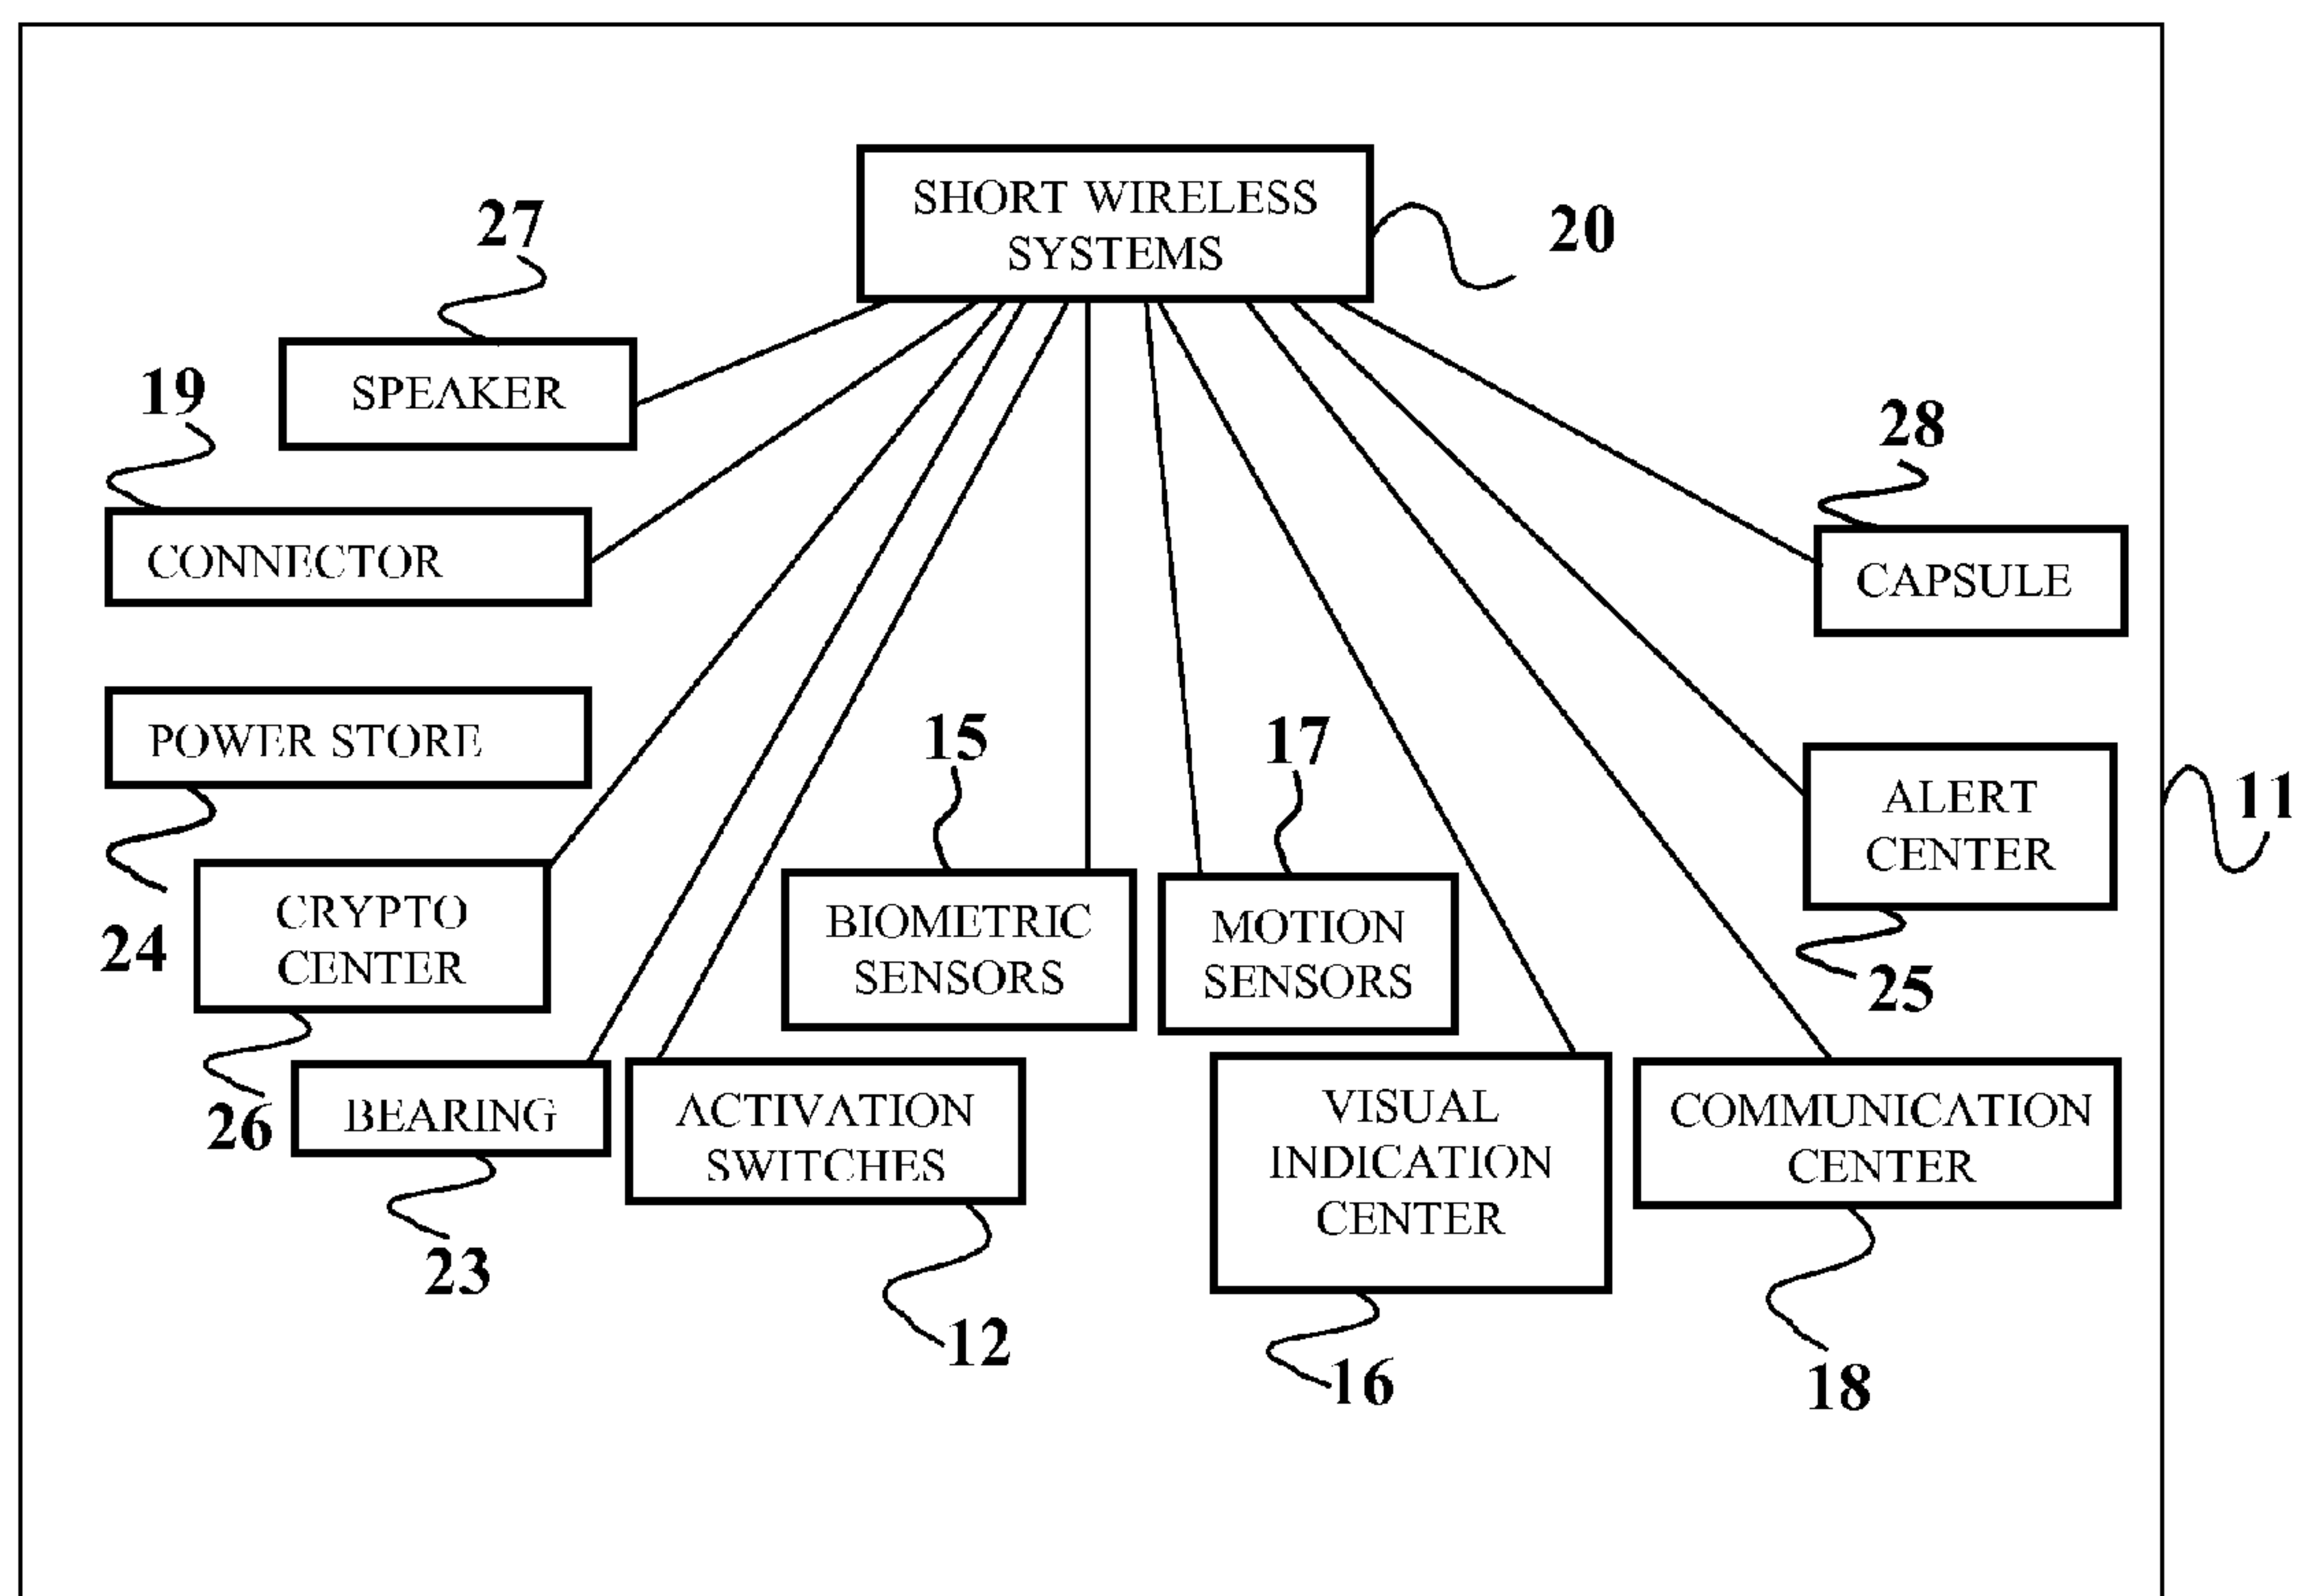 SHORT WIRELESS
SYSTEMS
20
27
SPEAKER
19
CONNECTOR
28
CAPSULE
POWER STORE
24
15
17
ALERT
CENTER
11
25
CRYPTO
CENTER
26
BIOMETRIC
SENSORS
MOTION
SENSORS
BEARING
23
ACTIVATION
SWITCHES
12
VISUAL
INDICATION
CENTER
16
COMMUNICATION
CENTER
18